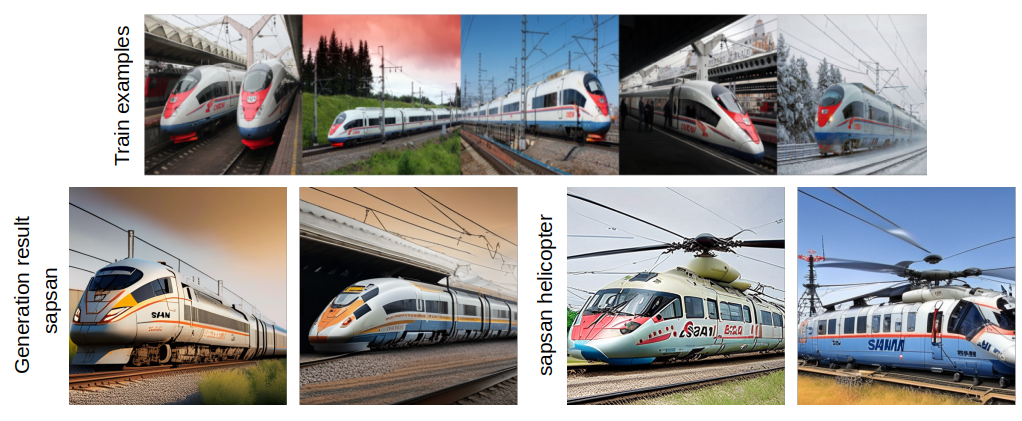 Train examples
Generation result
sapsan
sapsan helicopter